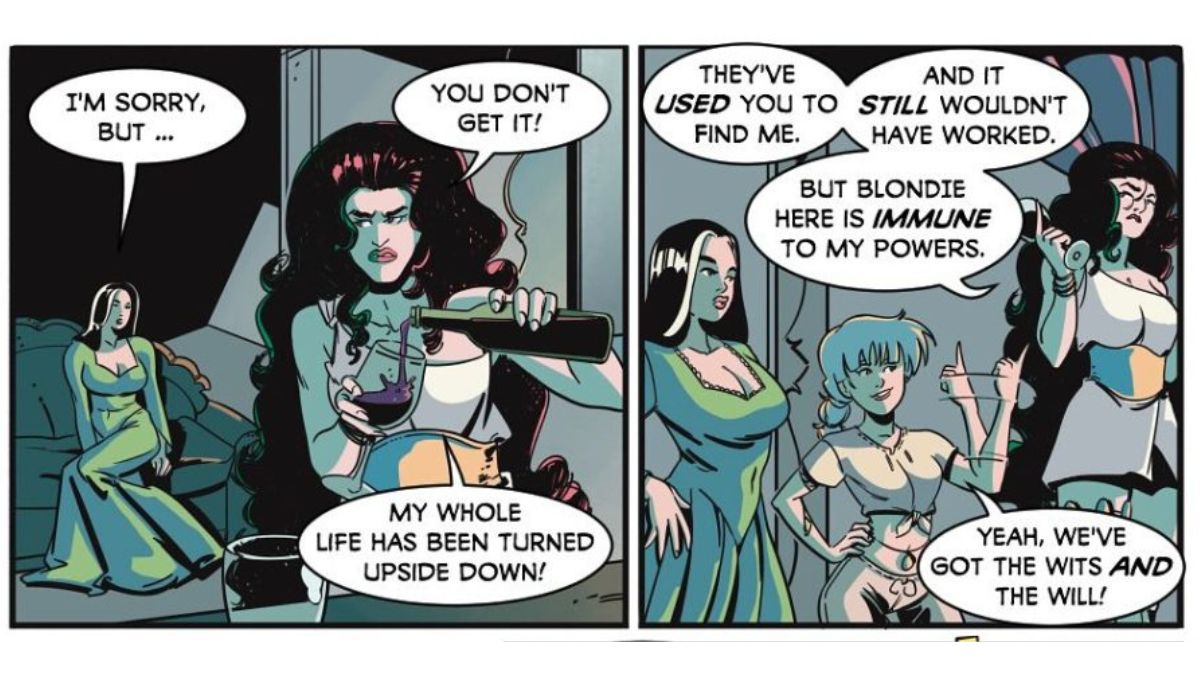 I'M SORRY,
BUT ...
YOU DON'T
GET IT!
MY WHOLE
LIFE HAS BEEN TURNED
UPSIDE DOWN!
THEY'VE
USED YOU TO
FIND ME.
AND IT
STILL WOULDN'T
HAVE WORKED.
BUT BLONDIE
HERE IS IMMUNE
TO MY POWERS.
YEAH, WE'VE
GOT THE WITS AND
THE WILL!